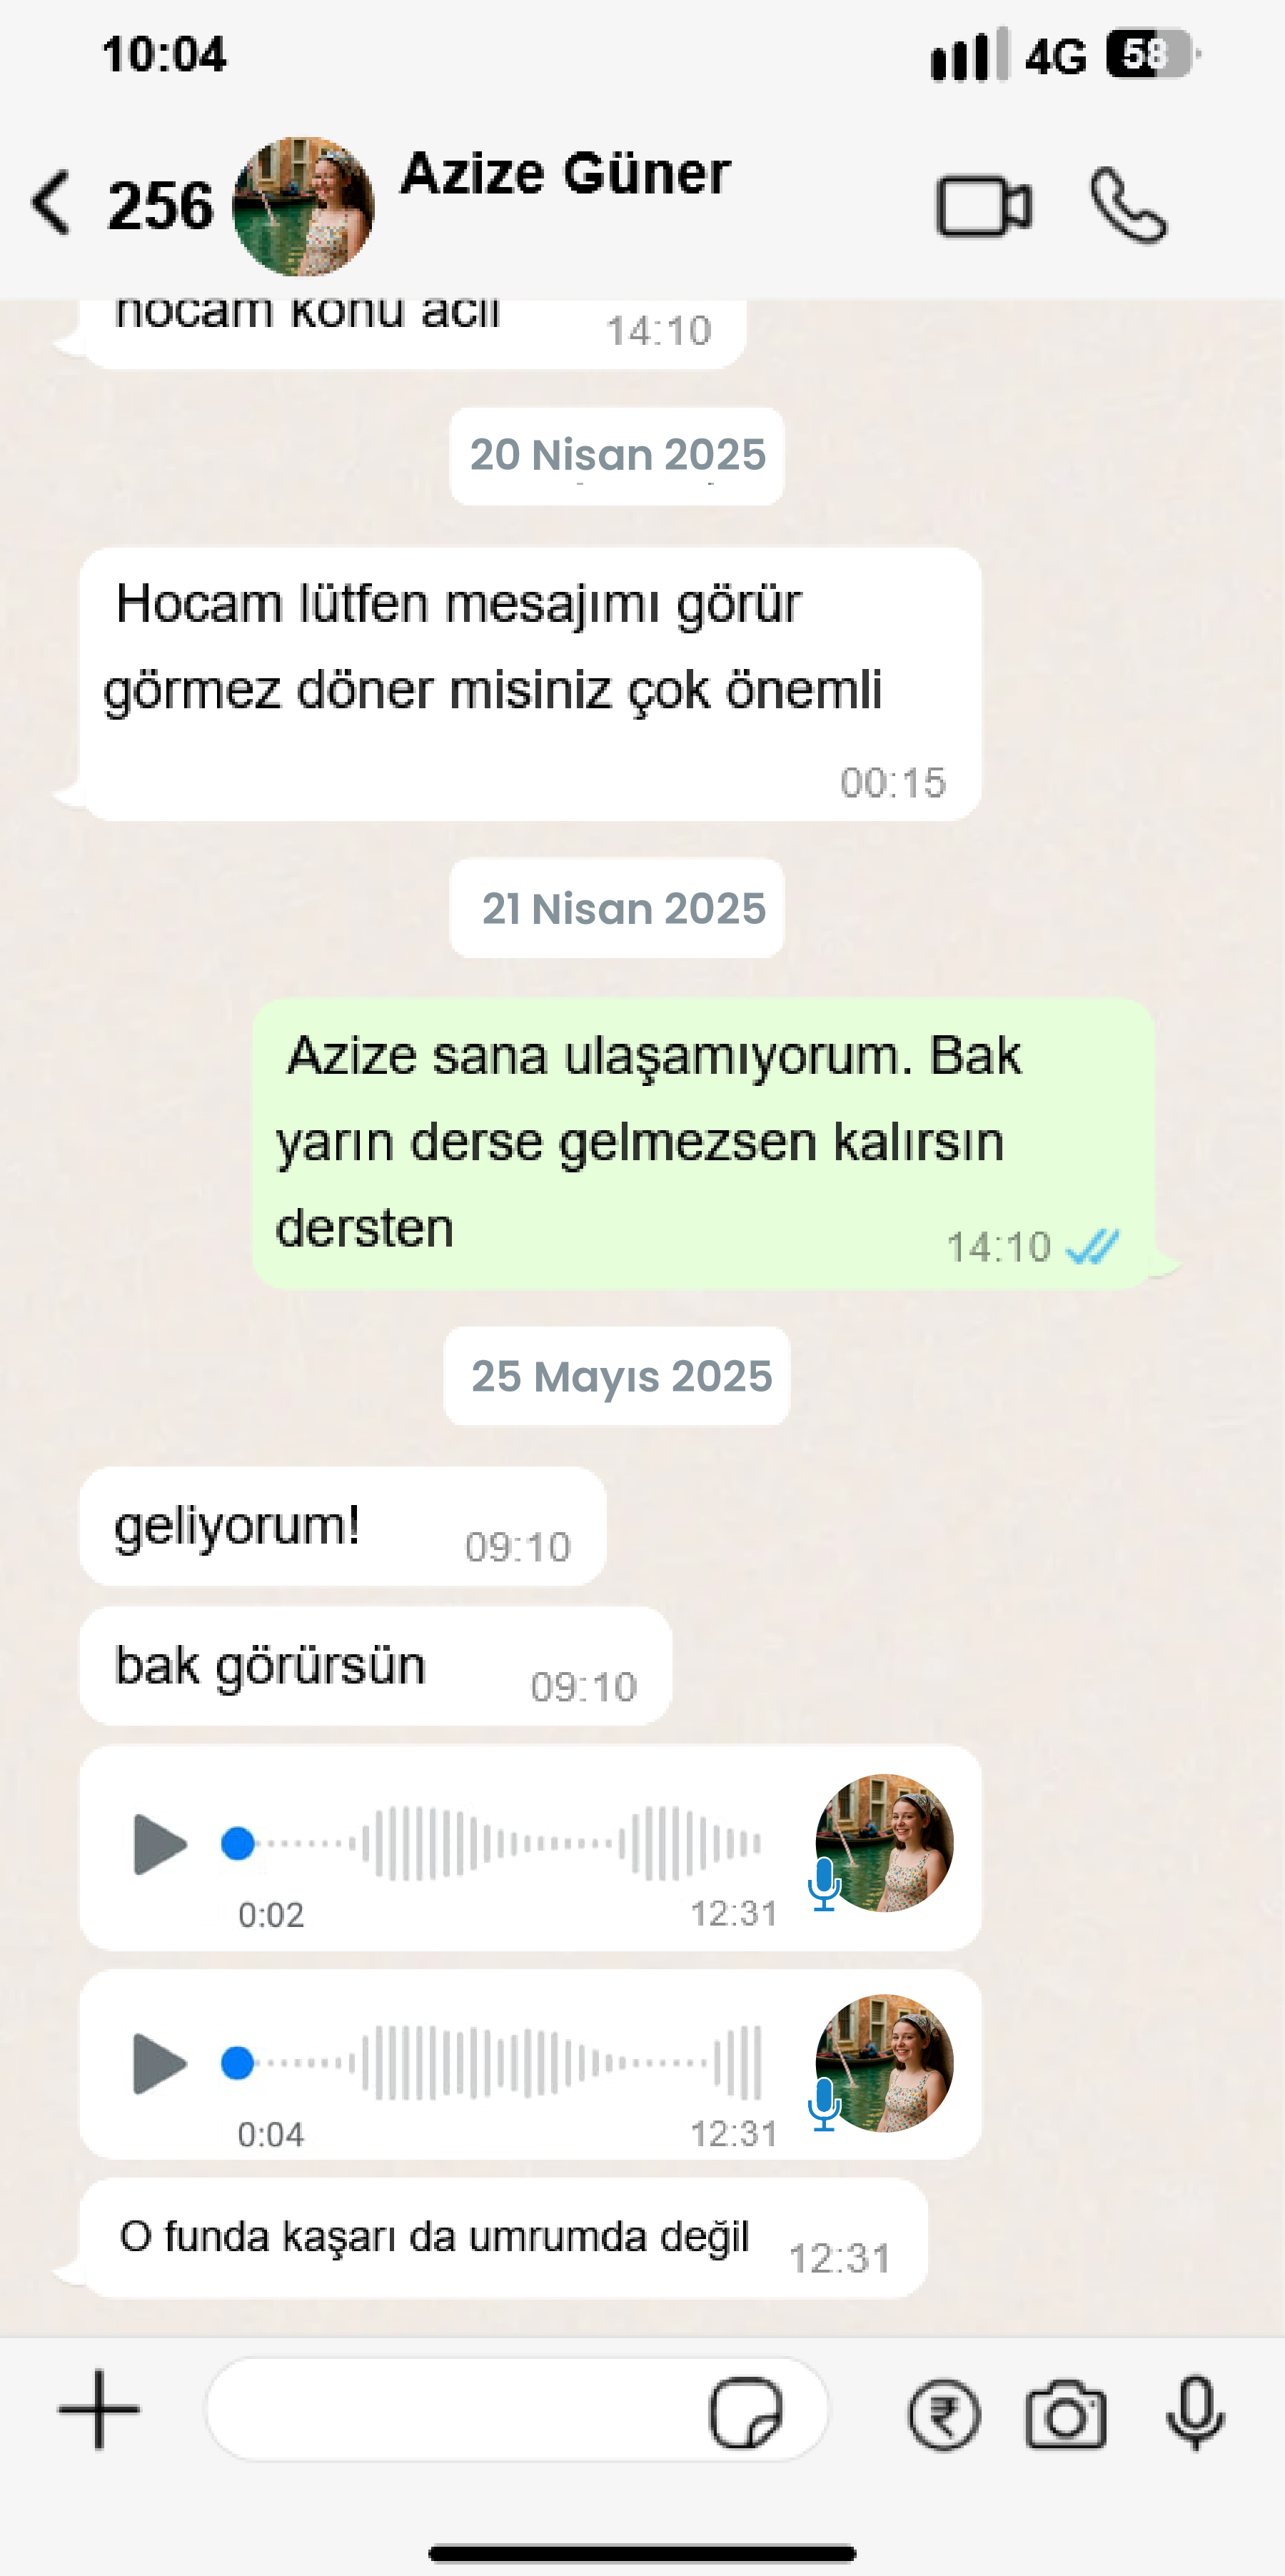 10:04
4G 58
256 Azize Güner
hocam konu acil
14:10
20 Nisan 2025
Hocam lütfen mesajımı görür
görmez döner misiniz çok önemli
00:15
21 Nisan 2025
Azize sana ulaşamıyorum. Bak
yarın derse gelmezsen kalırsın
dersten
14:10
25 Mayıs 2025
geliyorum!
09:10
bak görürsün
09:10
0:02
12:31
0:04
12:31
O funda kaşarı da umrumda değil
12:31
₹